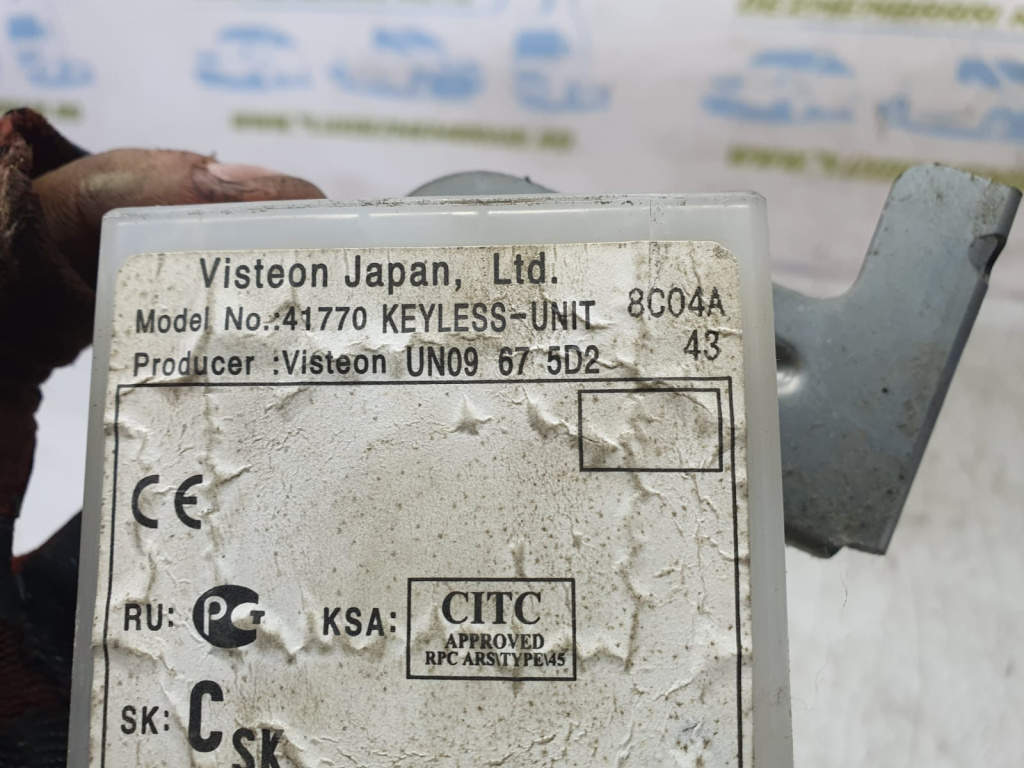 Visteon Japan, Ltd.
Model No.:41770 KEYLESS-UNIT 8C04A
Producer :Visteon UN09 67 5D2 43
CE
RU: PCT KSA: CITC
APPROVED
RPC ARS\TYPE\45
SK: C SK